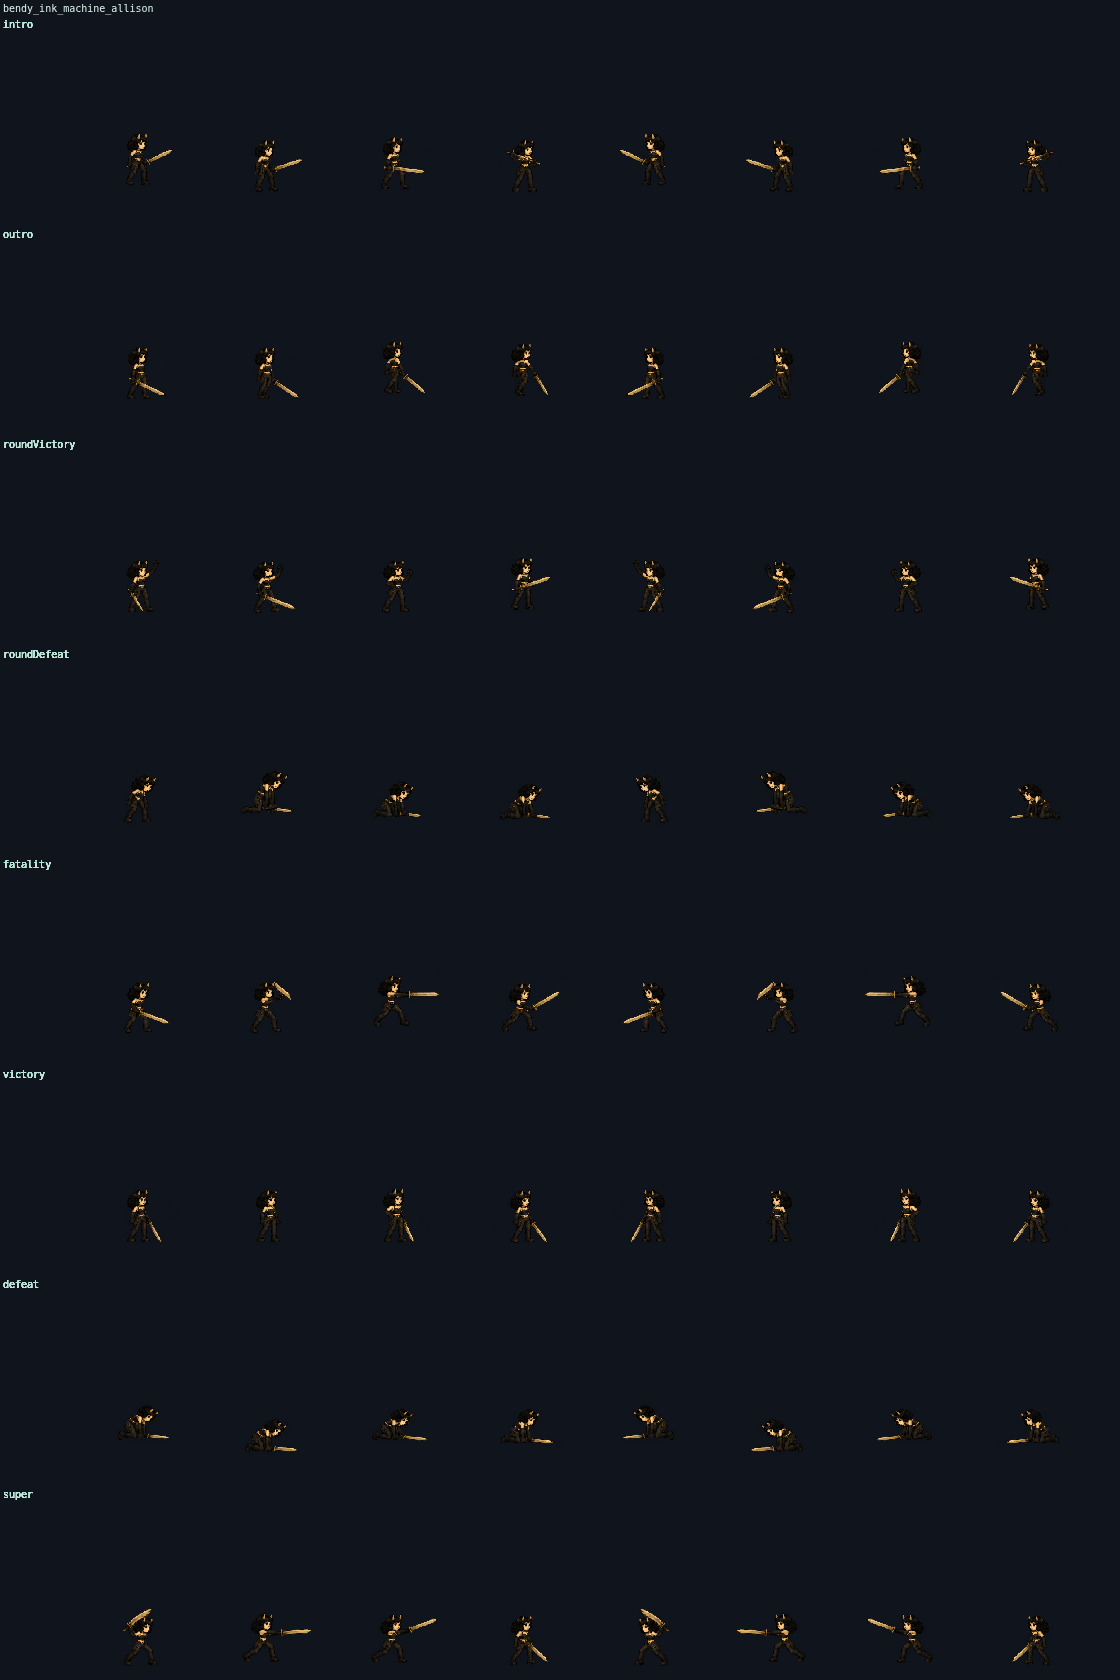 bendy_ink_machine_allison
intro
outro
roundVictory
roundDefeat
fatality
victory
defeat
super